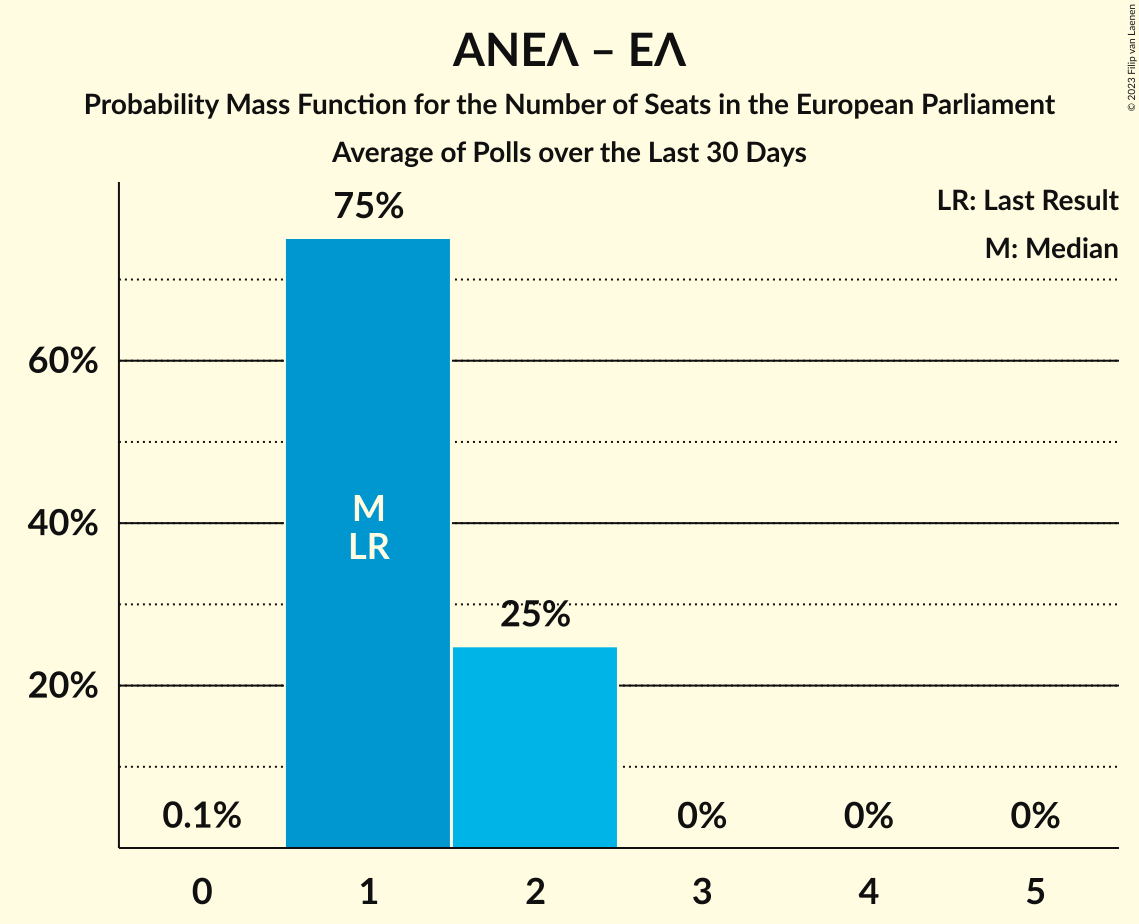 ΑΝΕΛ – ΕΛ
Probability Mass Function for the Number of Seats in the European Parliament
Average of Polls over the Last 30 Days
© 2023 Filip van Laenen
LR: Last Result
M: Median
75%
60%
40%
20%
M
LR
25%
0.1%
0%
0%
0%
0
1
2
3
4
5